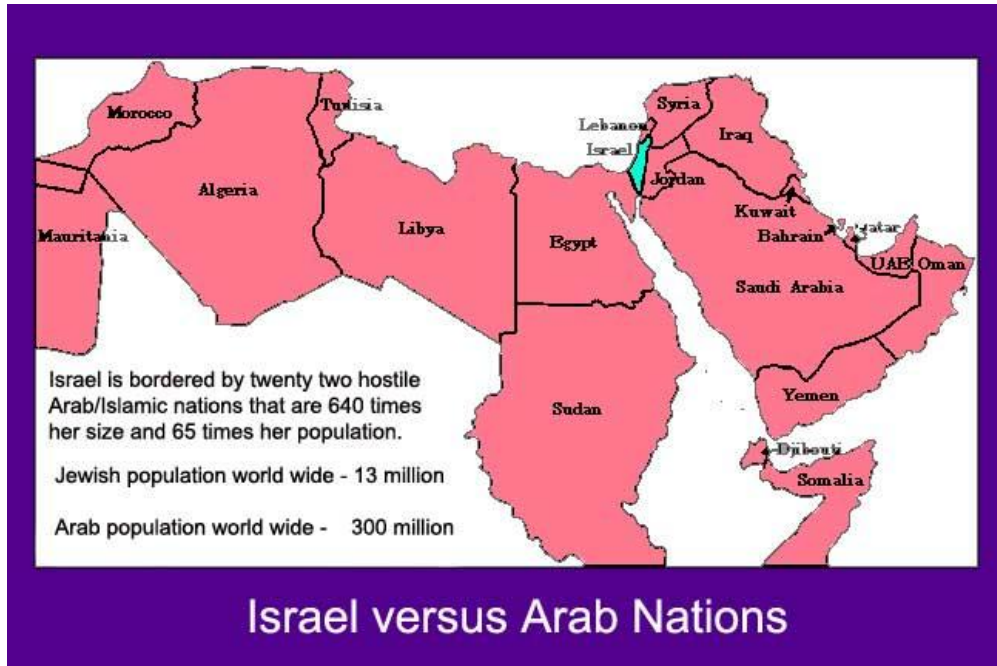 Morocco
Tunisia
Syria
Lebanon
Israel
Iraq
Algeria
Jordan
Kuwait
Libya
Egypt
Mauritania
Bahrain
UAE Oman
Saudi Arabia
Israel is bordered by twenty two hostile
Arab/Islamic nations that are 640 times
her size and 65 times her population.
Sudan
Yemen
Djibouti
Somalia
Jewish population world wide - 13 million
Arab population world wide - 300 million
Israel versus Arab Nations